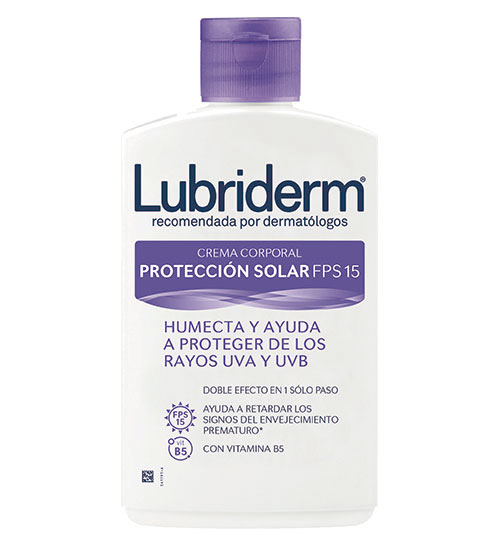 Lubriderm®
recomendada por dermatólogos
CREMA CORPORAL
PROTECCIÓN SOLAR FPS 15
HUMECTA Y AYUDA
A PROTEGER DE LOS
RAYOS UVA Y UVB
DOBLE EFECTO EN 1 SÓLO PASO
FPS
15
AYUDA A RETARDAR LOS
SIGNOS DEL ENVEJECIMIENTO
PREMATURO*
vit
B5
CON VITAMINA B5